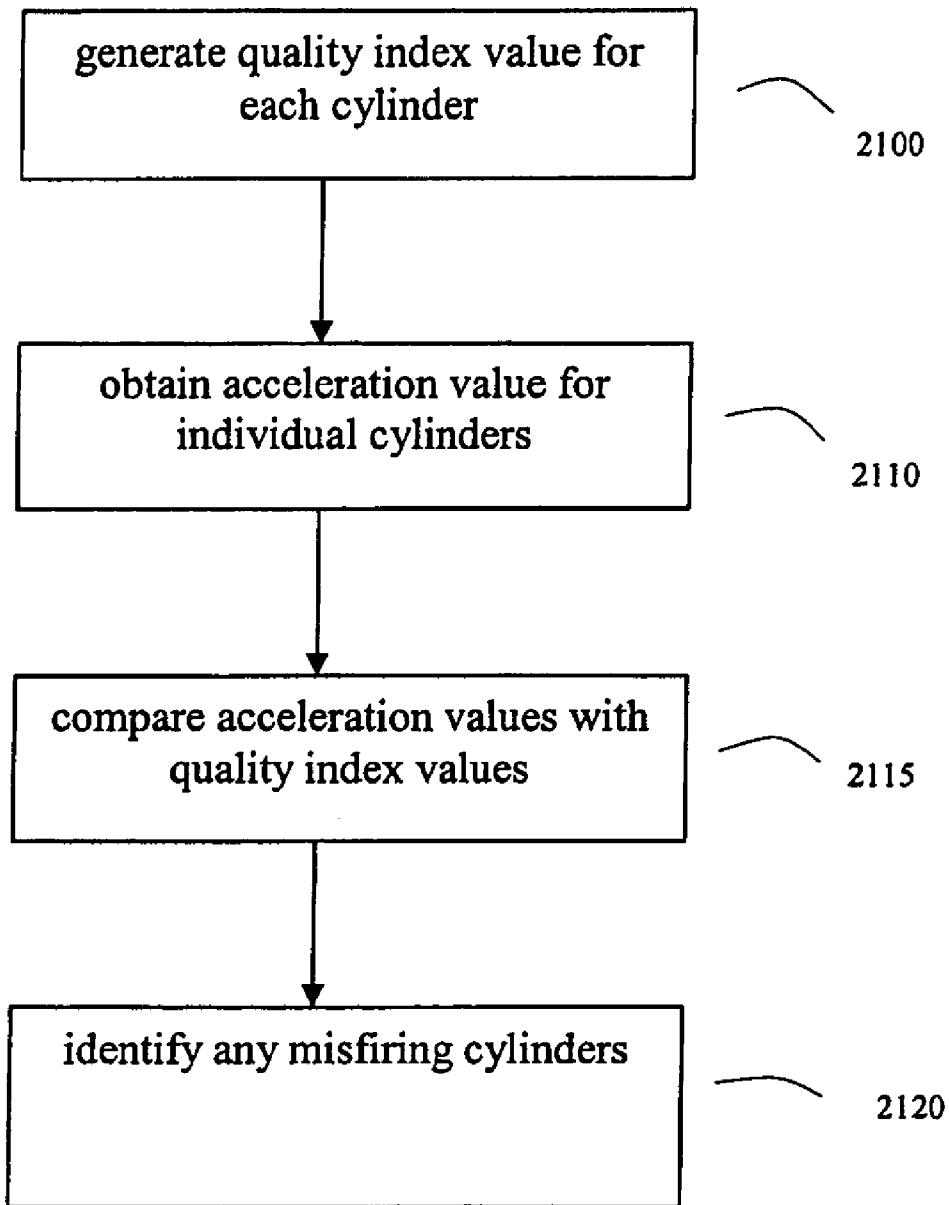 generate quality index value for
each cylinder
2100
obtain acceleration value for
individual cylinders
2110
compare acceleration values with
quality index values
2115
identify any misfiring cylinders
2120